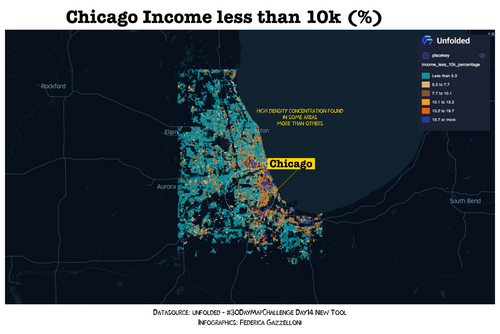 Chicago Income less than 10k (%)
Unfolded
placekey
income_less_10k_percentage
Less than 5.3
5.3 to 7.7
7.7 to 10.1
10.1 to 13.2
13.2 to 19.7
19.7 or more
Rockford
HIGH DENSITY CONCENTRATION FOUND
IN SOME AREAS
MORE THAN OTHERS
Elgin
Chicago
Aurora
South Bend
DATASOURCE: UNFOLDED - #30DAYMAPCHALLENGE DAY14 NEW TOOL
INFOGRAPHICS: FEDERICA GAZZELLONI